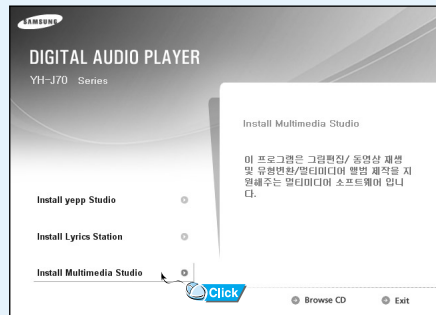 SAMSUNG
DIGITAL AUDIO PLAYER
YH-J70 Series
Install Multimedia Studio
이 프로그램은 그림편집/ 동영상 재생
및 유형변환/멀티미디어 앨범 제작을 지
원해주는 멀티미디어 소프트웨어 입니
다.
Install yepp Studio
Install Lyrics Station
Install Multimedia Studio
Click
Browse CD
Exit